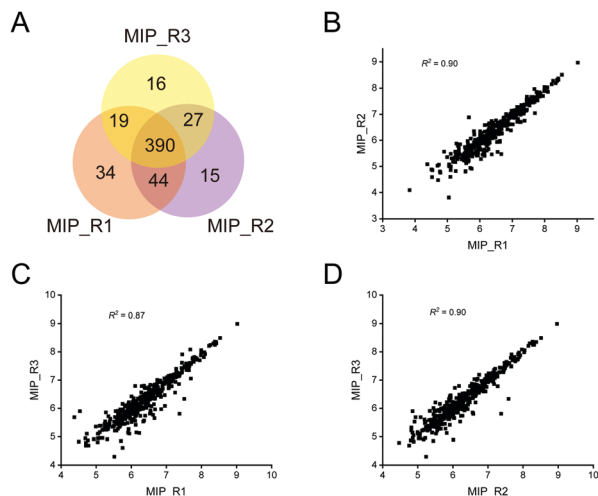 A
MIP_R3
16
19
27
390
34
44
15
MIP_R1
MIP_R2
B
R² = 0.90
9
8
7
6
5
4
3
MIP_R2
3 4 5 6 7 8 9
MIP_R1
C
R² = 0.87
10
9
8
7
6
5
4
MIP_R3
4 5 6 7 8 9 10
MIP_R1
D
R² = 0.90
10
9
8
7
6
5
4
MIP_R3
4 5 6 7 8 9 10
MIP_R2